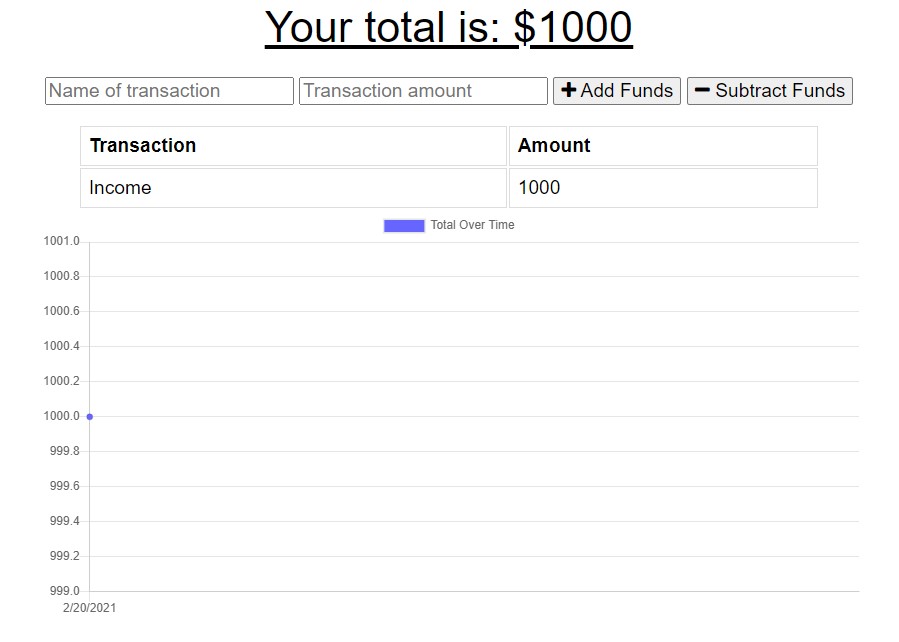 Your total is: $1000
Name of transaction Transaction amount Add Funds Subtract Funds
Transaction Amount
Income 1000
Total Over Time
1001.0
1000.8
1000.6
1000.4
1000.2
1000.0
999.8
999.6
999.4
999.2
999.0
2/20/2021